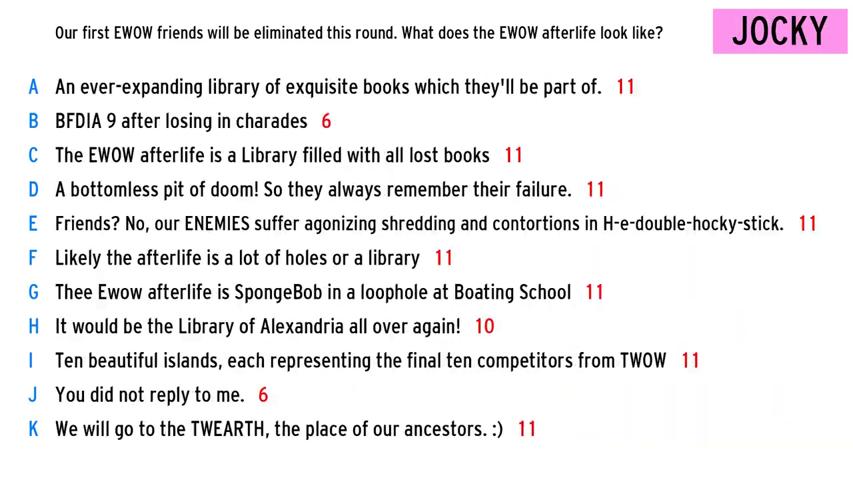 Our first EWOW friends will be eliminated this round. What does the EWOW afterlife look like?
JOCKY
A An ever-expanding library of exquisite books which they'll be part of. 11
B BFDIA 9 after losing in charades 6
C The EWOW afterlife is a Library filled with all lost books 11
D A bottomless pit of doom! So they always remember their failure. 11
E Friends? No, our ENEMIES suffer agonizing shredding and contortions in H-e-double-hocky-stick. 11
F Likely the afterlife is a lot of holes or a library 11
G Thee Ewow afterlife is SpongeBob in a loophole at Boating School 11
H It would be the Library of Alexandria all over again! 10
I Ten beautiful islands, each representing the final ten competitors from TWOW 11
J You did not reply to me. 6
K We will go to the TWEARTH, the place of our ancestors. :) 11